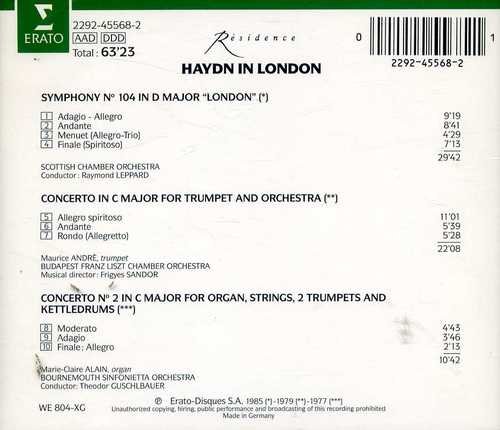 ERATO
2292-45568-2
AAD DDD
Total : 63'23
Résidence
HAYDN IN LONDON
0 1
2292-45568-2
SYMPHONY Nº 104 IN D MAJOR “LONDON” (*)
1 Adagio - Allegro 9'19
2 Andante 8'41
3 Menuet (Allegro-Trio) 4'29
4 Finale (Spiritoso) 7'13
29'42
SCOTTISH CHAMBER ORCHESTRA
Conductor : Raymond LEPPARD
CONCERTO IN C MAJOR FOR TRUMPET AND ORCHESTRA (**)
5 Allegro spiritoso 11'01
6 Andante 5'39
7 Rondo (Allegretto) 5'28
22'08
Maurice ANDRÉ, trumpet
BUDAPEST FRANZ LISZT CHAMBER ORCHESTRA
Musical director : Frigyes SANDOR
CONCERTO Nº 2 IN C MAJOR FOR ORGAN, STRINGS, 2 TRUMPETS AND
KETTLEDRUMS (***)
8 Moderato 4'43
9 Adagio 3'46
10 Finale ; Allegro 2'13
10'42
Marie-Claire ALAIN, organ
BOURNEMOUTH SINFONIETTA ORCHESTRA
Conductor : Theodor GUSCHLBAUER
WE 804-XG
℗ Erato-Disques S.A. 1985 (*) -1979 (**) -1977 (***)
Unauthorized copying, hiring, public performance and broadcasting of this recording prohibited
Made in Germany